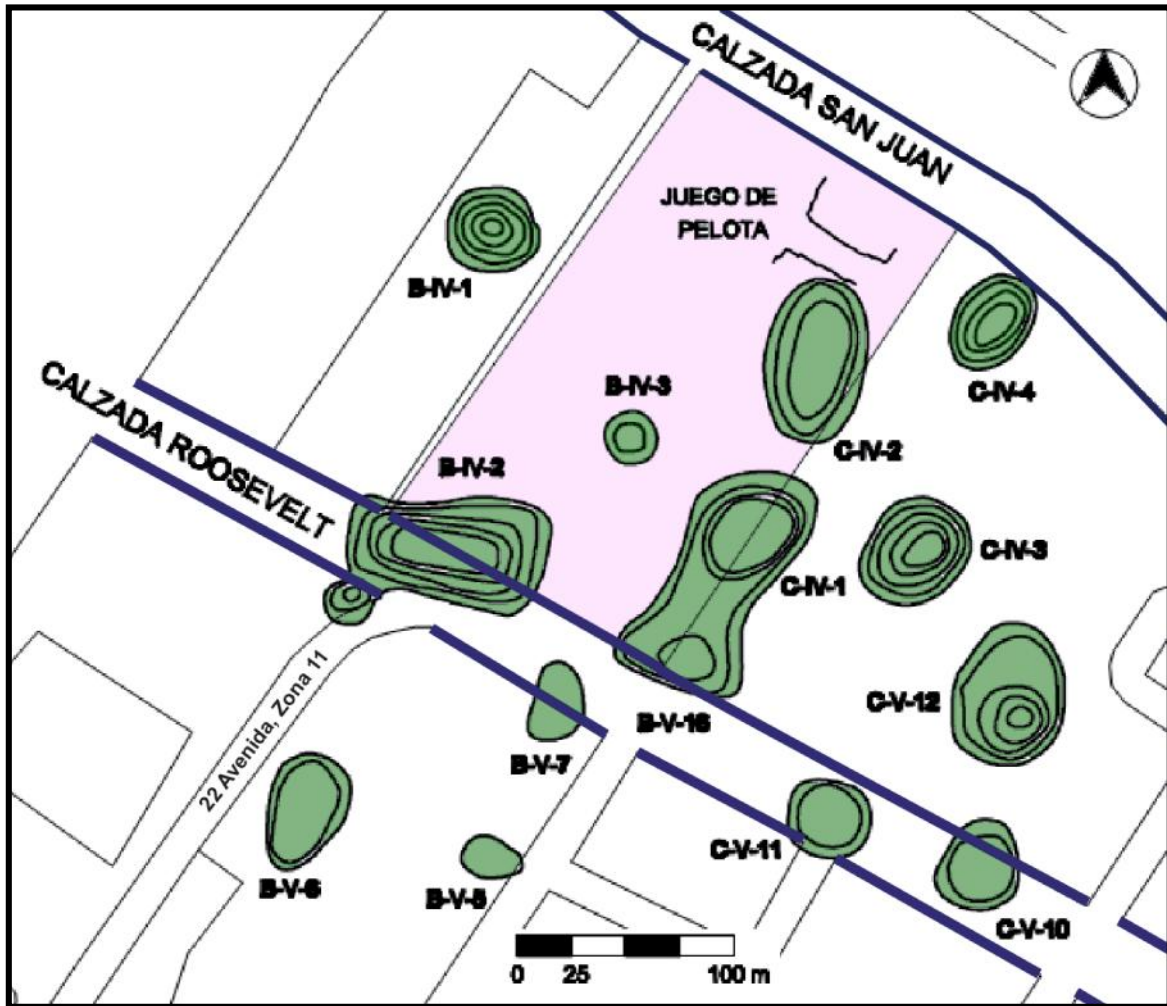 CALZADA SAN JUAN
JUEGO DE
PELOTA
B-IV-1
CALZADA ROOSEVELT
B-IV-3
C-IV-4
B-IV-2
C-IV-2
C-IV-3
C-IV-1
22 Avenida, Zona 11
C-V-12
B-V-16
B-V-7
C-V-11
B-V-6
B-V-5
C-V-10
0 25 100 m